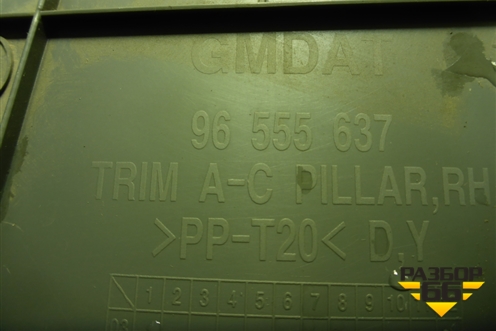 GMDAT
96 555 637
TRIM A-C PILLAR,RH
>PP-T20< D,Y
1 2 3 4 5 6 7 8 9 10
РАЗБОР
66